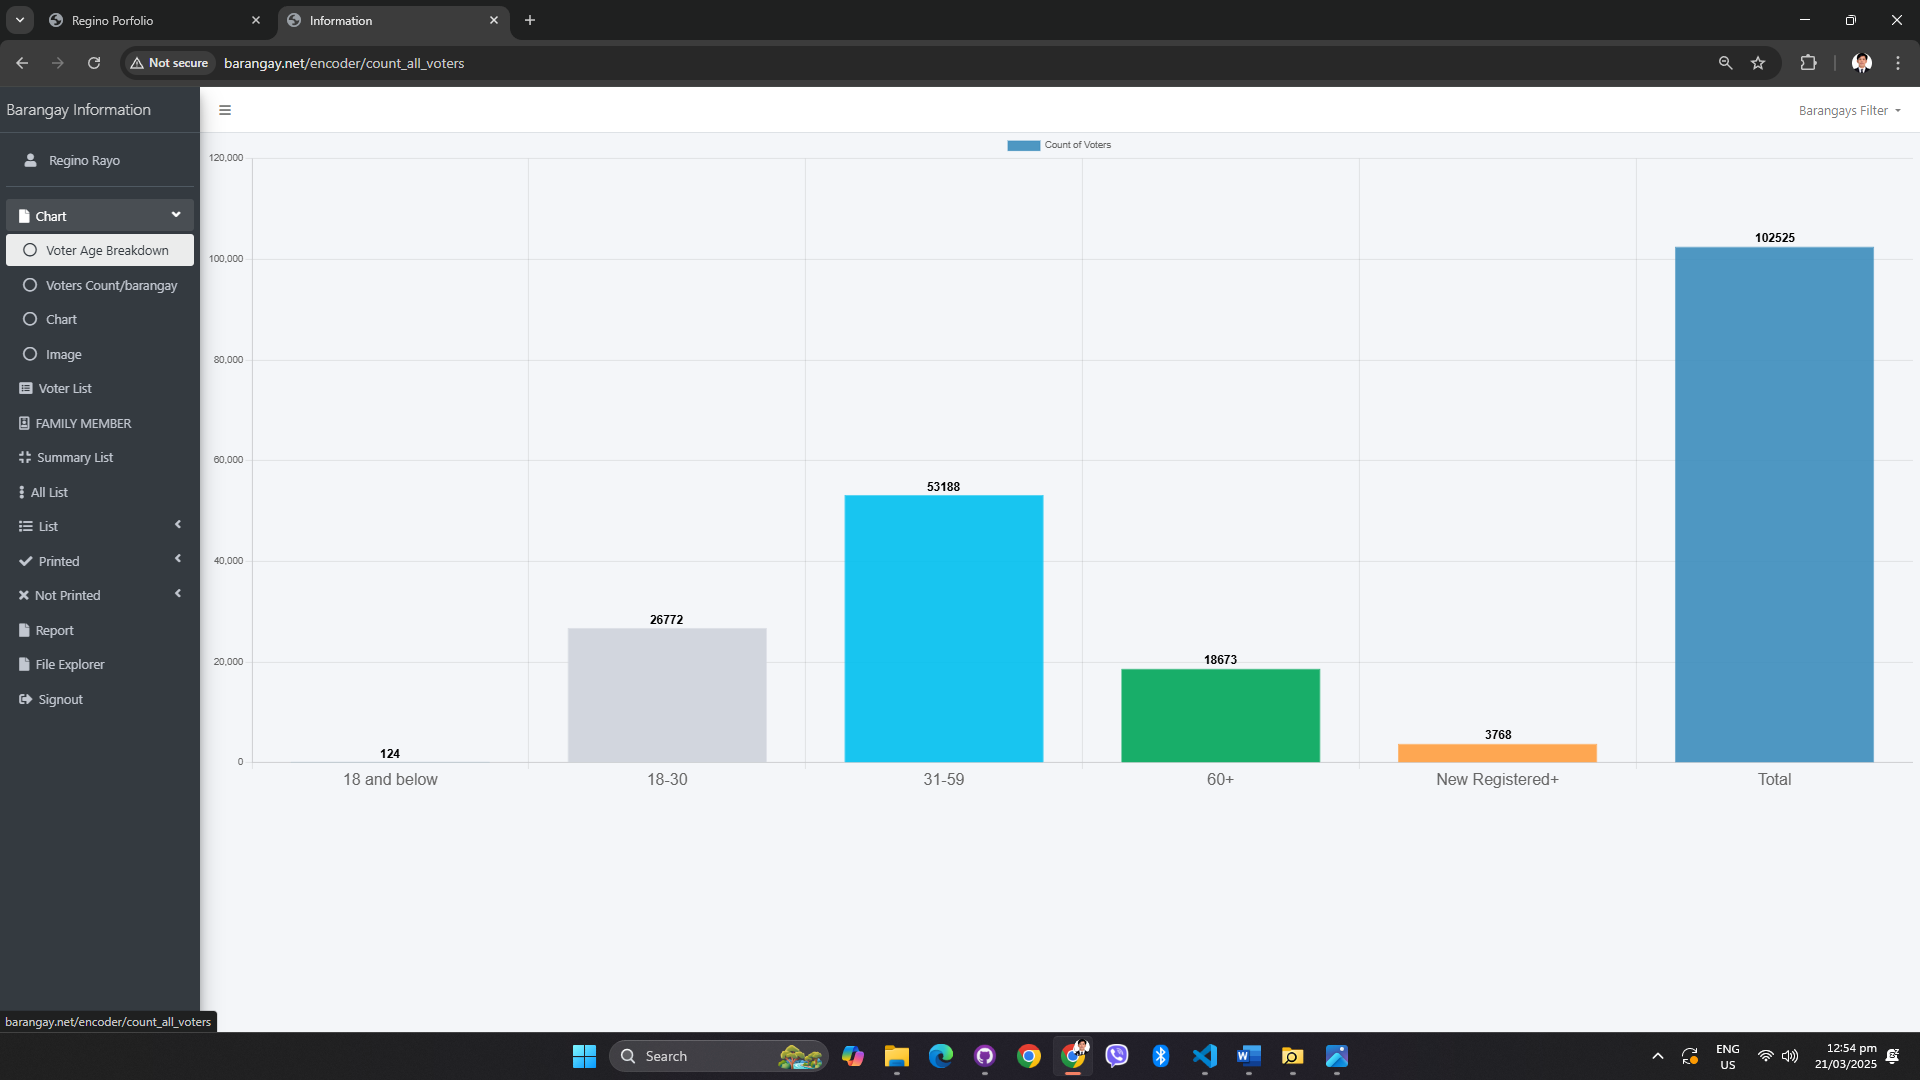 Regino Porfolio
Information
Not secure
barangay.net/encoder/count_all_voters
Barangay Information
Barangays Filter
Regino Rayo
Chart
Voter Age Breakdown
Voters Count/barangay
Chart
Image
Voter List
FAMILY MEMBER
Summary List
All List
List
Printed
Not Printed
Report
File Explorer
Signout
Count of Voters
120,000
100,000
80,000
60,000
40,000
20,000
0
124
26772
53188
18673
3768
102525
18 and below
18-30
31-59
60+
New Registered+
Total
barangay.net/encoder/count_all_voters
Search
ENG
US
12:54 pm
21/03/2025